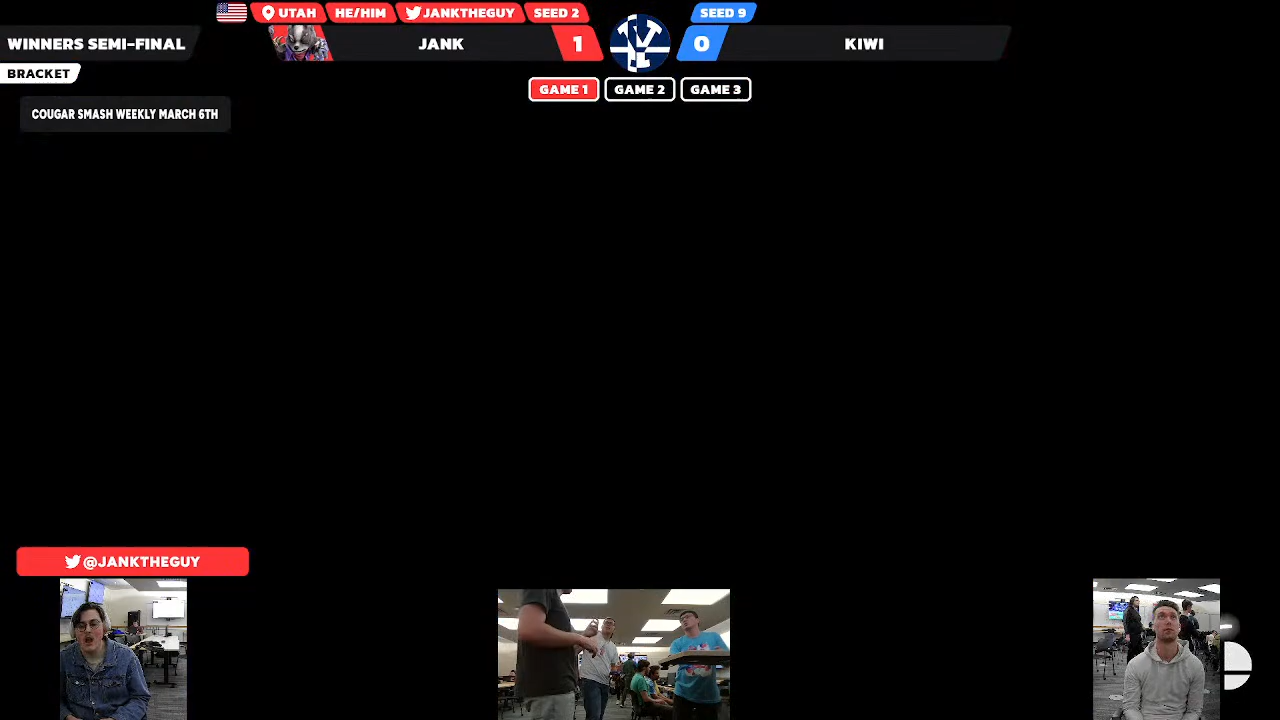 UTAH HE/HIM JANKTHEGUY SEED 2 SEED 9
WINNERS SEMI-FINAL JANK 1 0 KIWI
BRACKET
GAME 1 GAME 2 GAME 3
COUGAR SMASH WEEKLY MARCH 6TH
@JANKTHEGUY